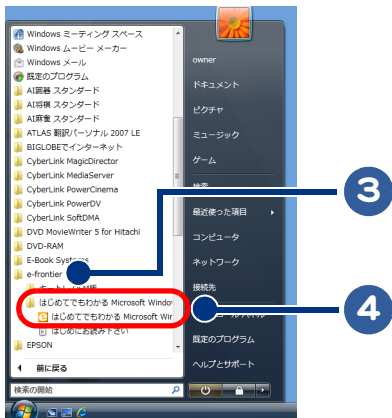 Windows ミーティング スペース
Windows ムービー メーカー
Windows メール
既定のプログラム
AI囲碁 スタンダード
AI将棋 スタンダード
AI麻雀 スタンダード
ATLAS 翻訳パーソナル 2007 LE
BIGLOBEでインターネット
CyberLink MagicDirector
CyberLink MediaServer
CyberLink PowerCinema
CyberLink PowerDV
CyberLink SoftDMA
DVD MovieWriter 5 for Hitachi
DVD-RAM
E-Book Systems
e-frontier
はじめてでもわかる Microsoft Windo
はじめてでもわかる Microsoft Wir
はじめにお読み下さい
EPSON
前に戻る
検索の開始
owner
ドキュメント
ピクチャ
ミュージック
ゲーム
検索
最近使った項目
コンピュータ
ネットワーク
接続先
既定のプログラム
ヘルプとサポート
3
4